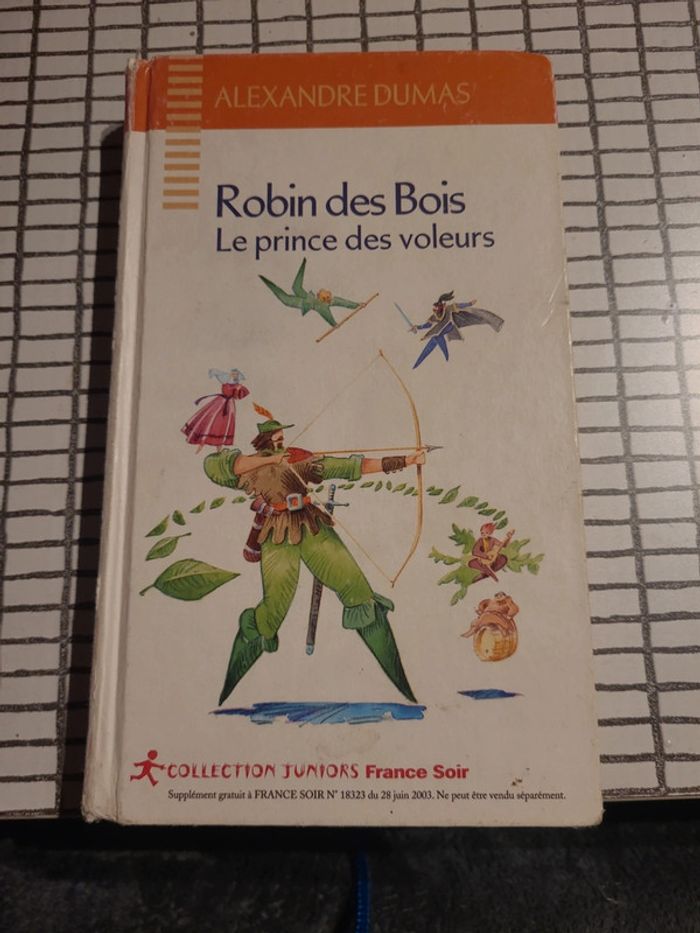 ALEXANDRE DUMAS
Robin des Bois
Le prince des voleurs
COLLECTION JUNIORS France Soir
Supplément gratuit à FRANCE SOIR N° 18323 du 28 juin 2003. Ne peut être vendu séparément.